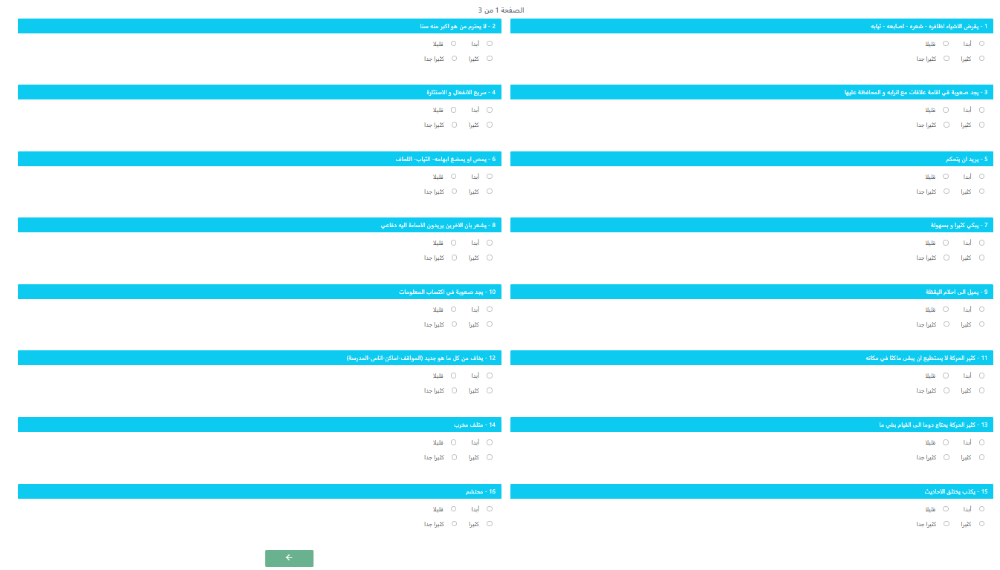 الصفحة 1 من 3
1 - يقرض الاشياء اظافره - شعره - اصابعه - ثيابه
أبدا قليلا
كثيرا كثيرا جدا
2 - لا يحترم من هو اكبر منه سنا
أبدا قليلا
كثيرا كثيرا جدا
3 - يجد صعوبة في اقامة علاقات مع اترابه و المحافظة عليها
أبدا قليلا
كثيرا كثيرا جدا
4 - سريع الانفعال و الاستثارة
أبدا قليلا
كثيرا كثيرا جدا
5 - يريد ان يتحكم
أبدا قليلا
كثيرا كثيرا جدا
6 - يمص او يمضغ ابهامه- الثياب- اللحاف
أبدا قليلا
كثيرا كثيرا جدا
7 - يبكي كثيرا و بسهولة
أبدا قليلا
كثيرا كثيرا جدا
8 - يشعر بان الاخرين يريدون الاساءة اليه دفاعي
أبدا قليلا
كثيرا كثيرا جدا
9 - يميل الى احلام اليقظة
أبدا قليلا
كثيرا كثيرا جدا
10 - يجد صعوبة في اكتساب المعلومات
أبدا قليلا
كثيرا كثيرا جدا
11 - كثير الحركة لا يستطيع ان يبقى ماكثا في مكانه
أبدا قليلا
كثيرا كثيرا جدا
12 - يخاف من كل ما هو جديد (المواقف-اماكن-اناس-المدرسة)
أبدا قليلا
كثيرا كثيرا جدا
13 - كثير الحركة يحتاج دوما الى القيام بشي ما
أبدا قليلا
كثيرا كثيرا جدا
14 - متلف مخرب
أبدا قليلا
كثيرا كثيرا جدا
15 - يكذب يختلق الاحاديث
أبدا قليلا
كثيرا كثيرا جدا
16 - محتشم
أبدا قليلا
كثيرا كثيرا جدا